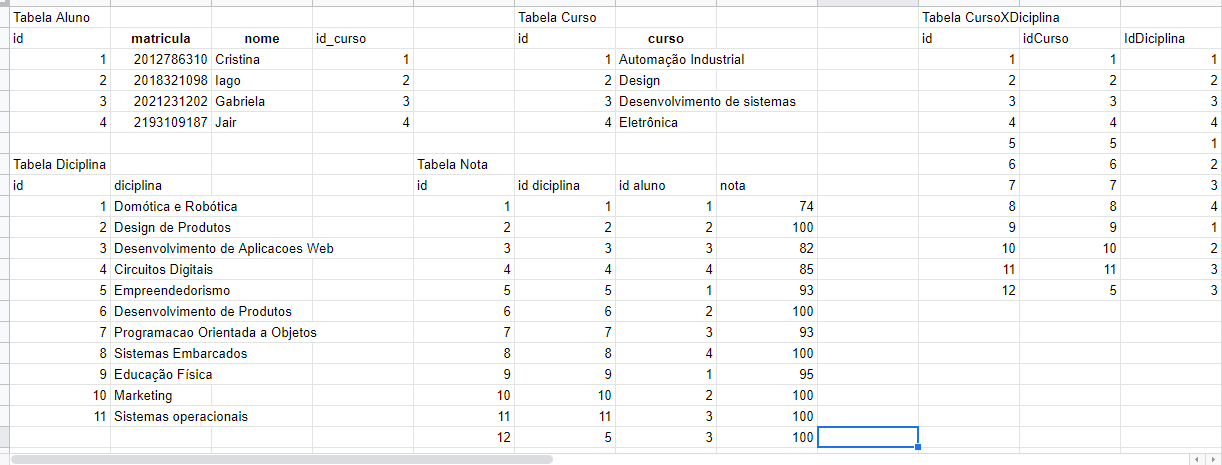 Tabela Aluno Tabela Curso Tabela CursoXDiciplina
id matricula nome id_curso id curso id idCurso IdDiciplina
1 2012786310 Cristina 1 1 Automação Industrial 1 1 1
2 2018321098 Iago 2 2 Design 2 2 2
3 2021231202 Gabriela 3 3 Desenvolvimento de sistemas 3 3 3
4 2193109187 Jair 4 4 Eletrônica 4 4 4
5 5 1
Tabela Diciplina Tabela Nota 6 6 2
id diciplina id id diciplina id aluno nota 7 7 3
1 Domótica e Robótica 1 1 1 74 8 8 4
2 Design de Produtos 2 2 2 100 9 9 1
3 Desenvolvimento de Aplicacoes Web 3 3 3 82 10 10 2
4 Circuitos Digitais 4 4 4 85 11 11 3
5 Empreendedorismo 5 5 1 93 12 5 3
6 Desenvolvimento de Produtos 6 6 2 100
7 Programacao Orientada a Objetos 7 7 3 93
8 Sistemas Embarcados 8 8 4 100
9 Educação Física 9 9 1 95
10 Marketing 10 10 2 100
11 Sistemas operacionais 11 11 3 100
12 5 3 100